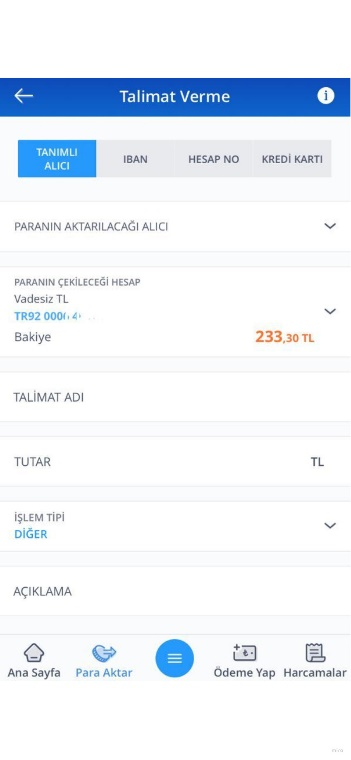 Talimat Verme
TANIMLI
ALICI
IBAN
HESAP NO
KREDİ KARTI
PARANIN AKTARILACAĞI ALICI
PARANIN ÇEKİLECEĞİ HESAP
Vadesiz TL
TR92
Bakiye
233,30 TL
TALİMAT ADI
TUTAR
TL
İŞLEM TİPİ
DİĞER
AÇIKLAMA
Ana Sayfa
Para Aktar
Ödeme Yap
Harcamalar